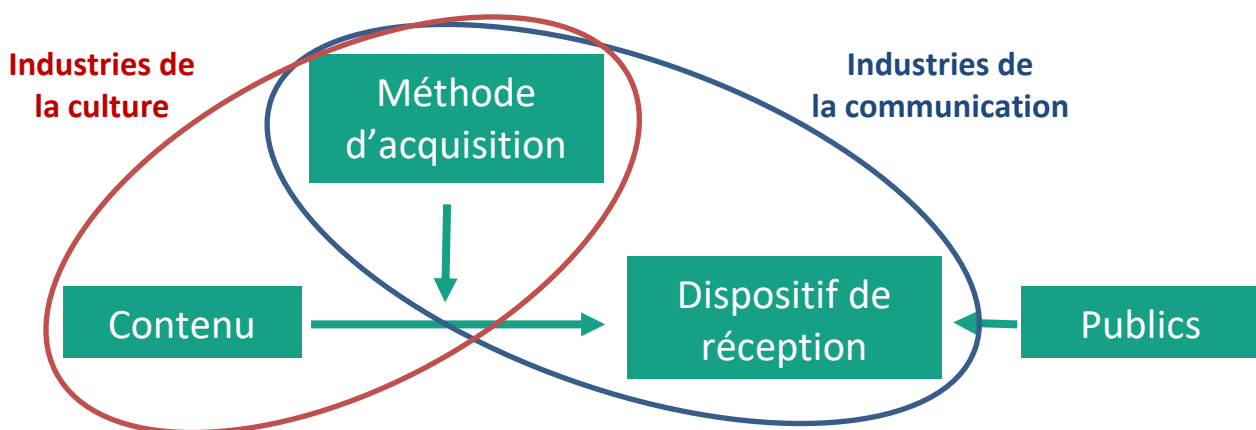 Industries de
la culture
Méthode
d’acquisition
Industries de
la communication
Contenu
Dispositif de
réception
Publics